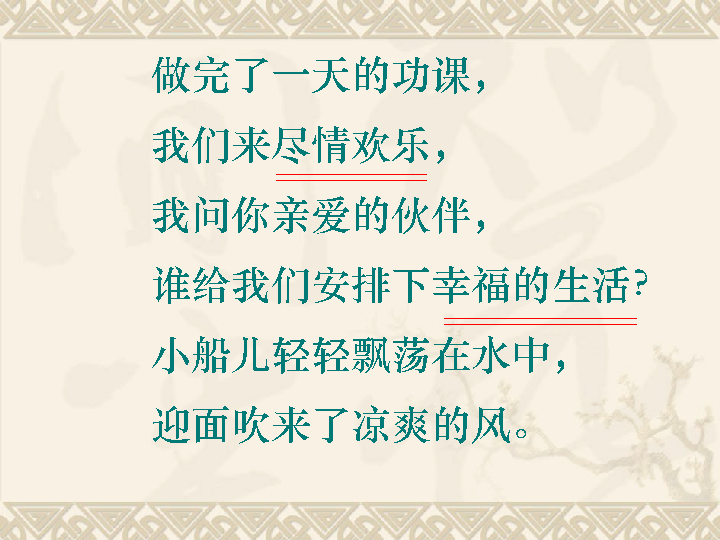 做完了一天的功课，
我们来尽情欢乐，
我问你亲爱的伙伴，
谁给我们安排下幸福的生活？
小船儿轻轻飘荡在水中，
迎面吹来了凉爽的风。